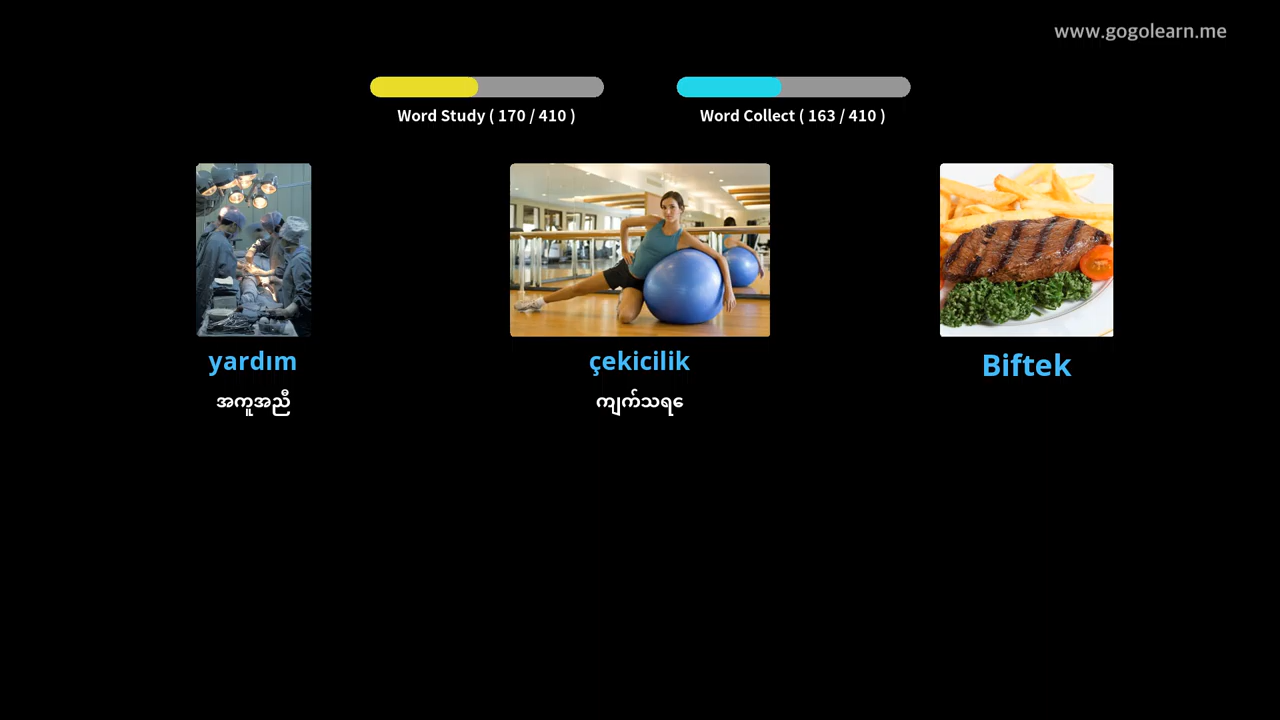 www.gogolearn.me
Word Study ( 170 / 410 )
Word Collect ( 163 / 410 )
yardım
çekicilik
Biftek
အကူအညီ
ကျက်သရေ